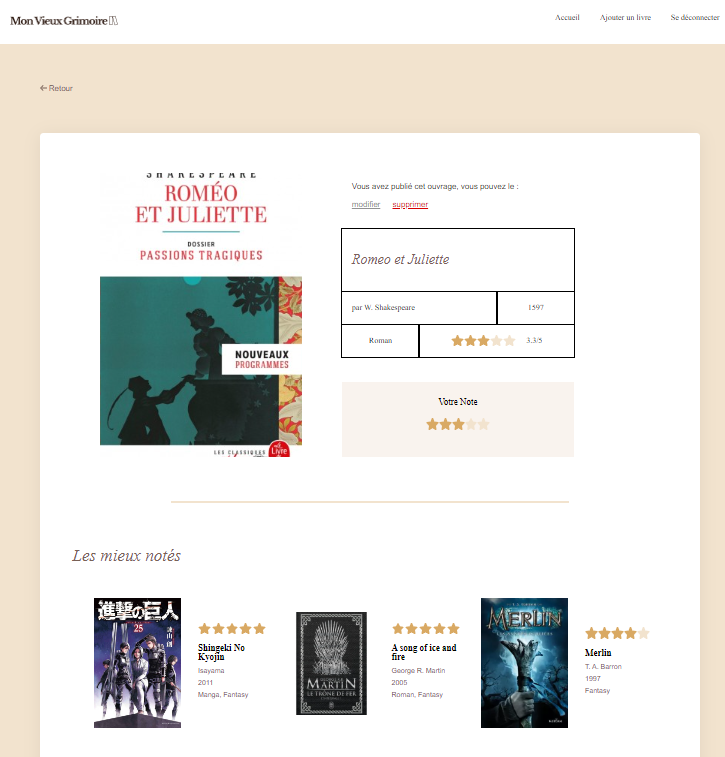 Mon Vieux Grimoire
Accueil
Ajouter un livre
Se déconnecter
Retour
SHAKESPEARE
ROMÉO
ET JULIETTE
DOSSIER
PASSIONS TRAGIQUES
NOUVEAUX
PROGRAMMES
LES CLASSIQUES
Livre
Vous avez publié cet ouvrage, vous pouvez le :
modifier
supprimer
Romeo et Juliette
par W. Shakespeare
1597
Roman
3.3/5
Votre Note
Les mieux notés
進撃の巨人
25
諫山創
Shingeki No
Kyojin
Isayama
2011
Manga, Fantasy
MARTIN
LE TRÔNE DE FER
A song of ice and
fire
George R. Martin
2005
Roman, Fantasy
MERLIN
Merlin
T. A. Barron
1997
Fantasy